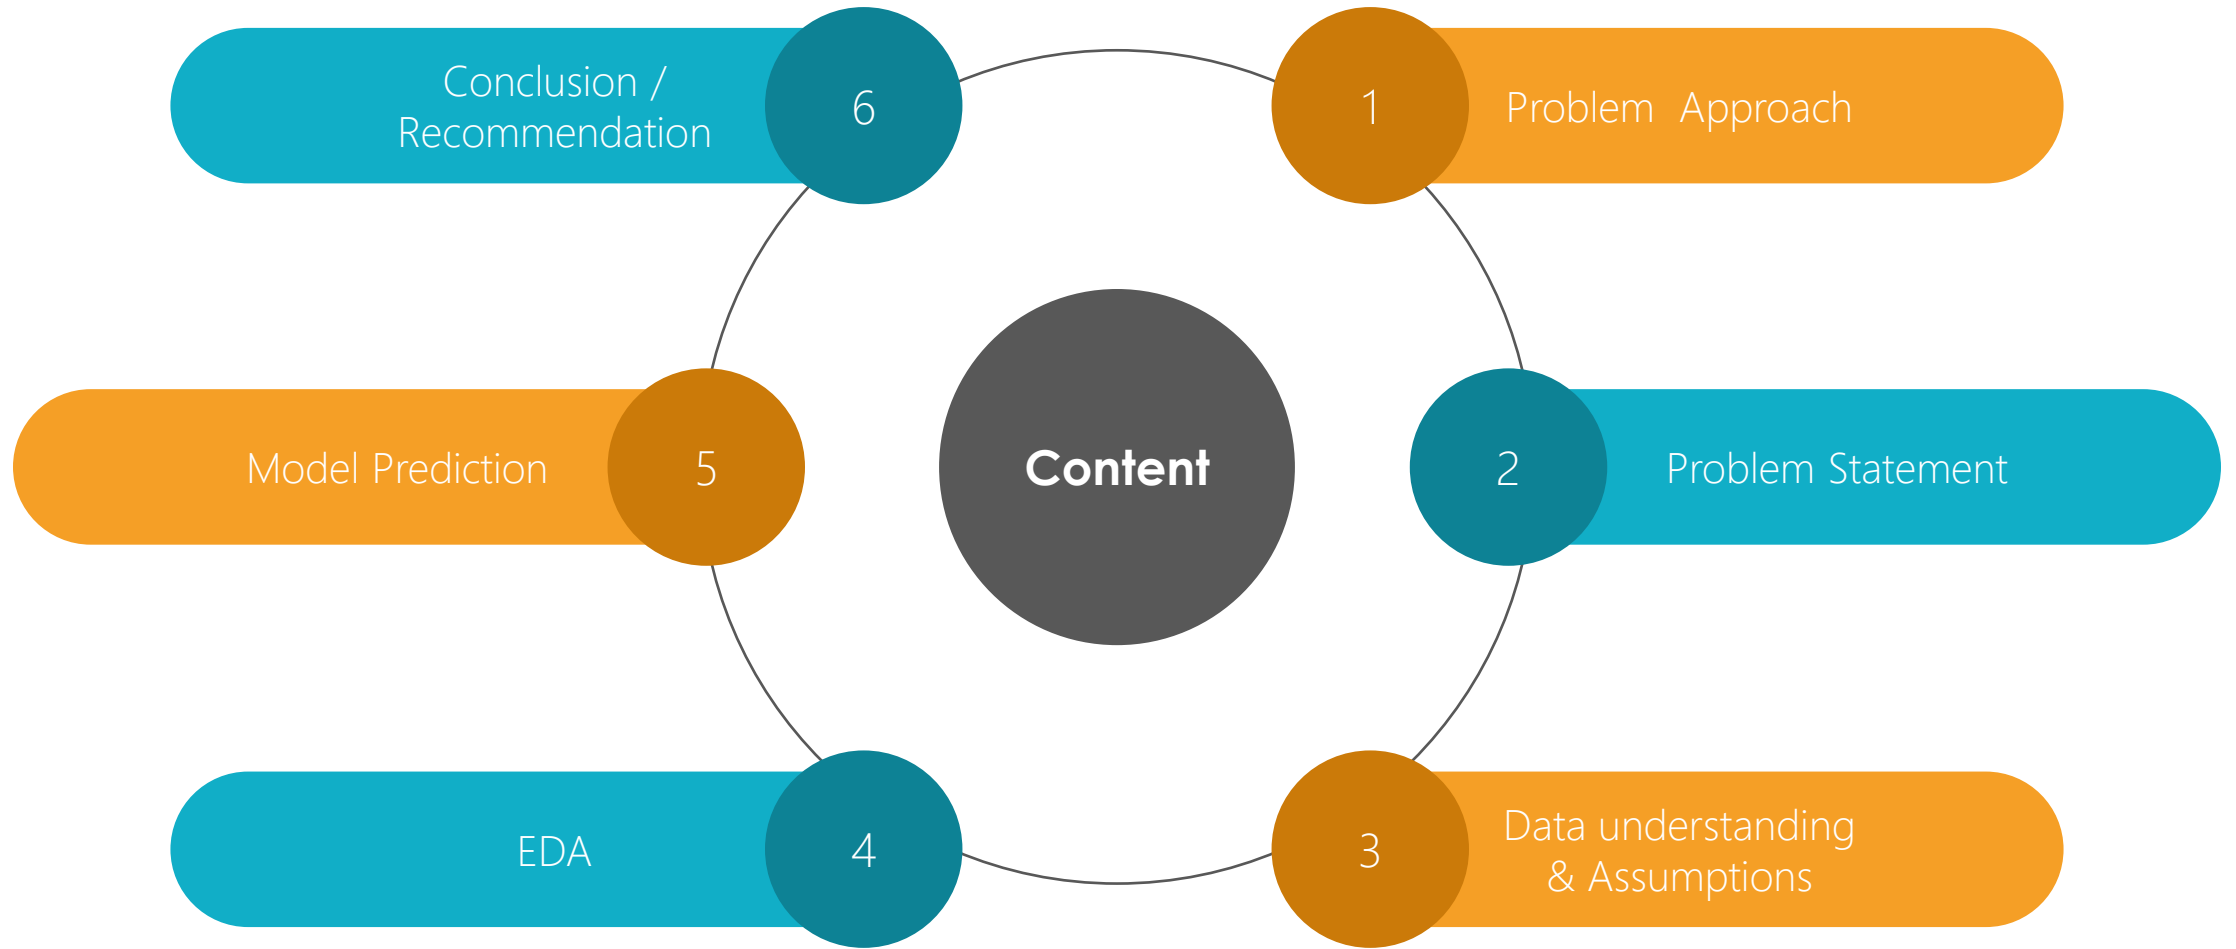 Content
1
Problem Approach
2
Problem Statement
3
Data understanding
& Assumptions
4
EDA
5
Model Prediction
6
Conclusion /
Recommendation